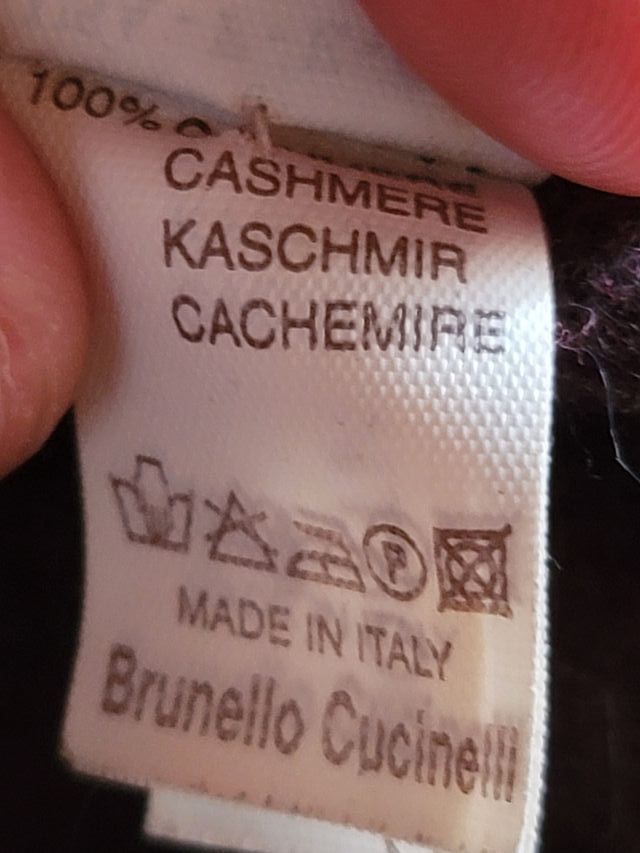 100%
CASHMERE
KASCHMIR
CACHEMIRE
P
MADE IN ITALY
Brunello Cucinelli